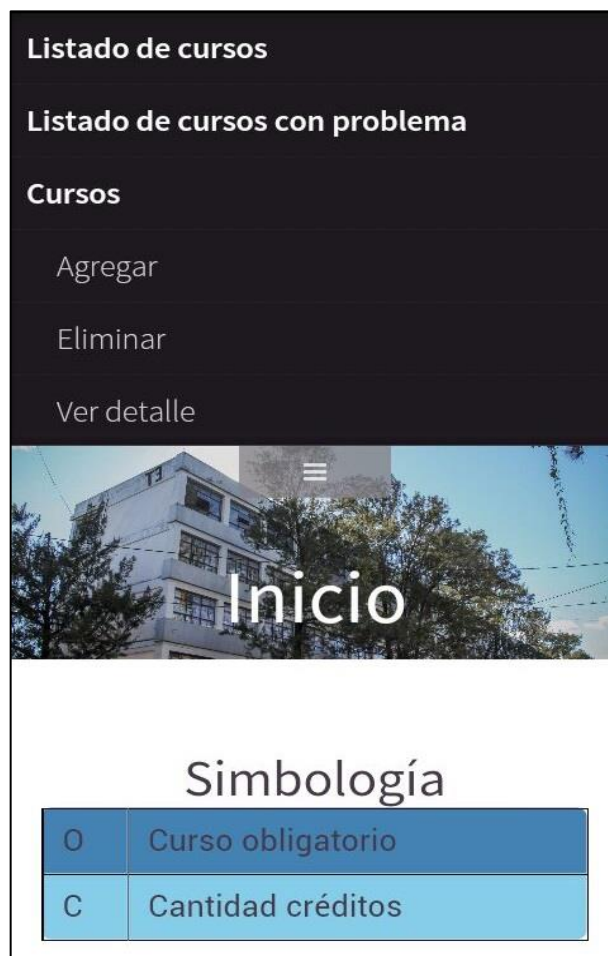 Listado de cursos
Listado de cursos con problema
Cursos
Agregar
Eliminar
Ver detalle
T3
Inicio
Simbología
O Curso obligatorio
C Cantidad créditos